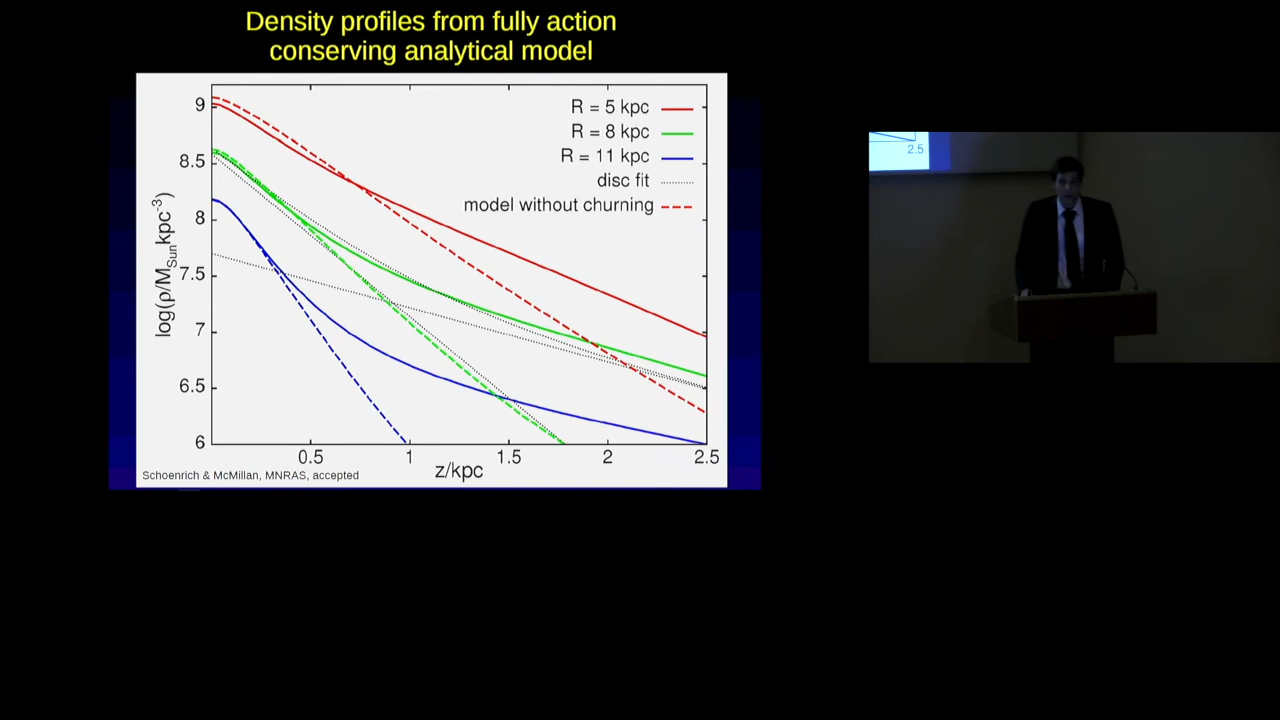 Density profiles from fully action
conserving analytical model
R = 5 kpc
R = 8 kpc
R = 11 kpc
disc fit
model without churning
log(ρ/M_Sun kpc^-3)
9
8.5
8
7.5
7
6.5
6
0.5
1
1.5
2
2.5
z/kpc
Schoenrich & McMillan, MNRAS, accepted
2.5